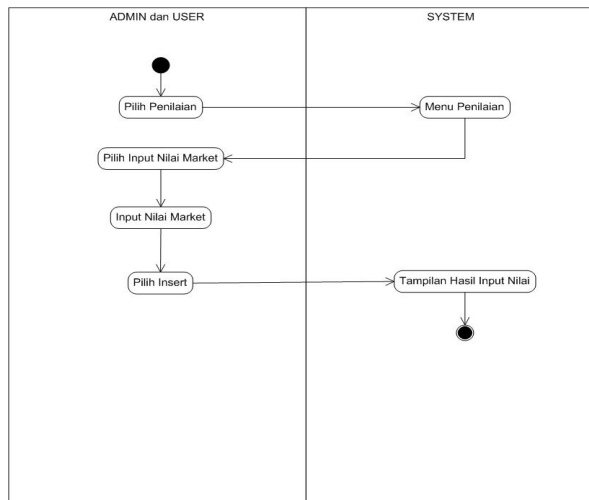 ADMIN dan USER
SYSTEM
Pilih Penilaian
Menu Penilaian
Pilih Input Nilai Market
Input Nilai Market
Pilih Insert
Tampilan Hasil Input Nilai